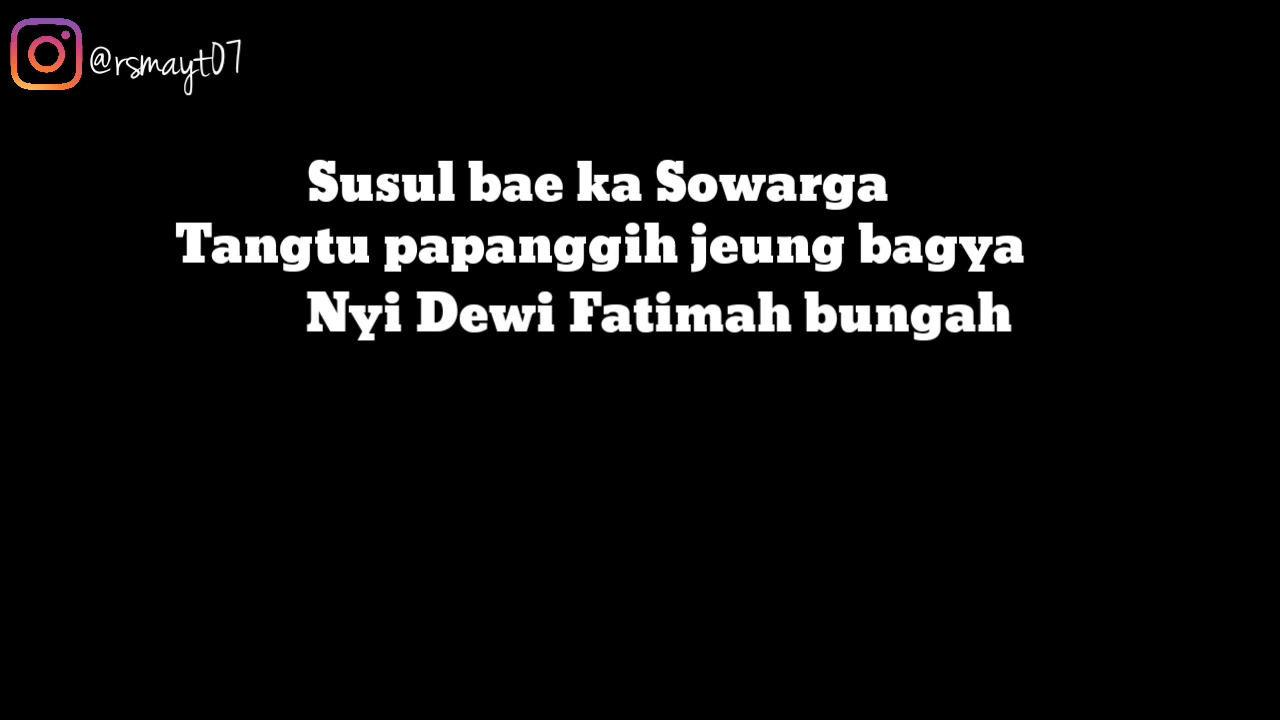 @rsmayt07
Susul bae ka Sowarga
Tangtu papanggih jeung bagya
Nyi Dewi Fatimah bungah